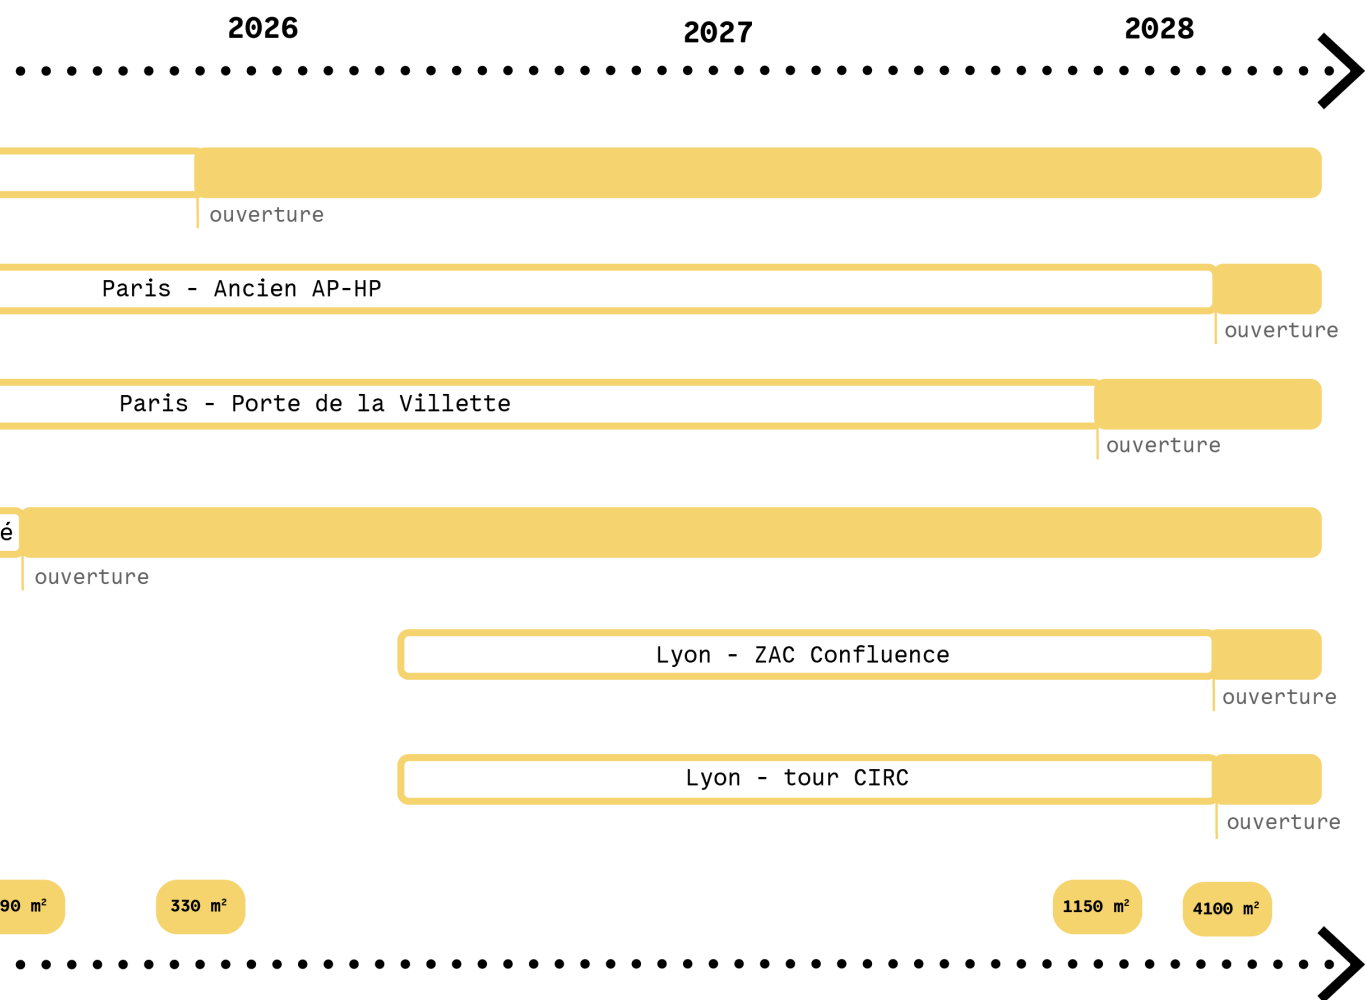 2026 2027 2028
ouverture
Paris - Ancien AP-HP
ouverture
Paris - Porte de la Villette
ouverture
é
ouverture
Lyon - ZAC Confluence
ouverture
Lyon - tour CIRC
ouverture
90 m² 330 m² 1150 m² 4100 m²